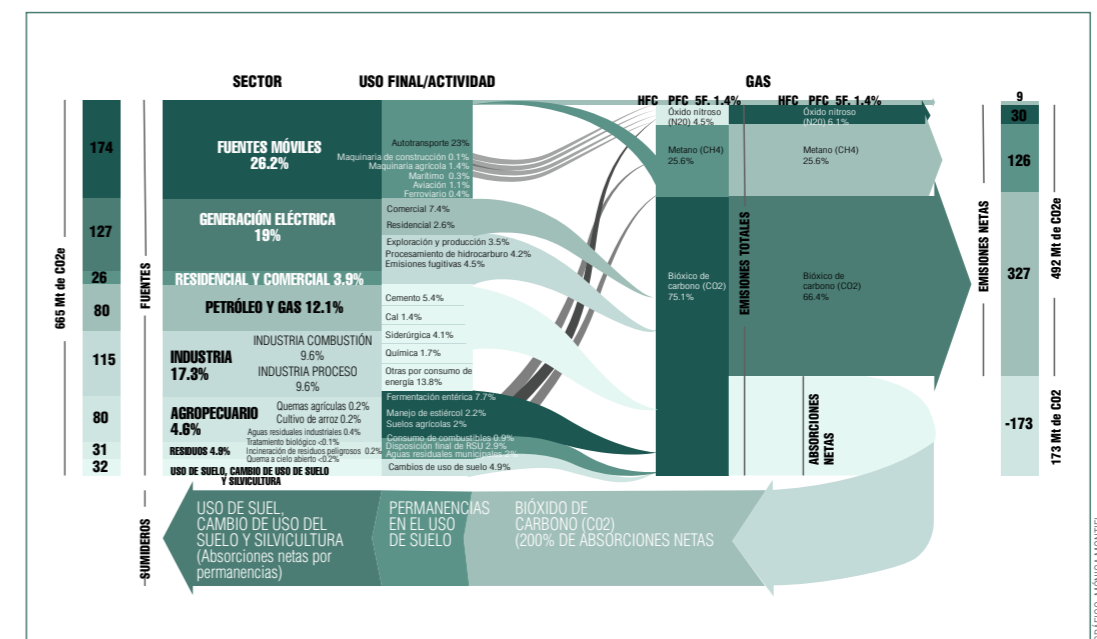 SECTOR
USO FINAL/ACTIVIDAD
GAS
665 Mt de CO2e
174
127
26
80
115
80
31
32
FUENTES
SUMIDEROS
FUENTES MÓVILES
26.2%
GENERACIÓN ELÉCTRICA
19%
RESIDENCIAL Y COMERCIAL 3.9%
PETRÓLEO Y GAS 12.1%
INDUSTRIA
17.3%
INDUSTRIA COMBUSTIÓN
9.6%
INDUSTRIA PROCESO
9.6%
AGROPECUARIO
4.6%
Quemas agrículas 0.2%
Cultivo de arroz 0.2%
Aguas residuales industriales 0.4%
Tratamiento biológico <0.1%
RESIDUOS 4.9%
Incineración de residuos peligrosos 0.2%
Quema a cielo abierto <0.2%
USO DE SUELO, CAMBIO DE USO DE SUELO
Y SILVICULTURA
Autotransporte 23%
Maquinaria de construcción 0.1%
Maquinaria agrícola 1.4%
Marítimo 0.3%
Aviación 1.1%
Ferroviario 0.4%
Comercial 7.4%
Residencial 2.6%
Exploración y producción 3.5%
Procesamiento de hidrocarburo 4.2%
Emisiones fugitivas 4.5%
Cemento 5.4%
Cal 1.4%
Siderúrgica 4.1%
Química 1.7%
Otras por consumo de
energía 13.8%
Fermentación entérica 7.7%
Manejo de estiércol 2.2%
Suelos agrícolas 2%
Consumo de combustibles 0.9%
Disposición final de RSU 2.9%
Aguas residuales municipales 2%
Cambios de uso de suelo 4.9%
HFC PFC 5F. 1.4%
Óxido nitroso
(N20) 4.5%
Metano (CH4)
25.6%
Bióxico de
carbono (CO2)
75.1%
EMISIONES TOTALES
HFC PFC 5F. 1.4%
Óxido nitroso
(N20) 6.1%
Metano (CH4)
25.6%
Bióxico de
carbono (CO2)
66.4%
ABSORCIONES
NETAS
EMISIONES NETAS
9
30
126
327
-173
492 Mt de CO2e
173 Mt de CO2
USO DE SUEL,
CAMBIO DE USO DEL
SUELO Y SILVICULTURA
(Absorciones netas por
permanencias)
PERMANENCIAS
EN EL USO
DE SUELO
BIÓXIDO DE
CARBONO (C02)
(200% DE ABSORCIONES NETAS
GRÁFICO: MÓNICA MONTIEL